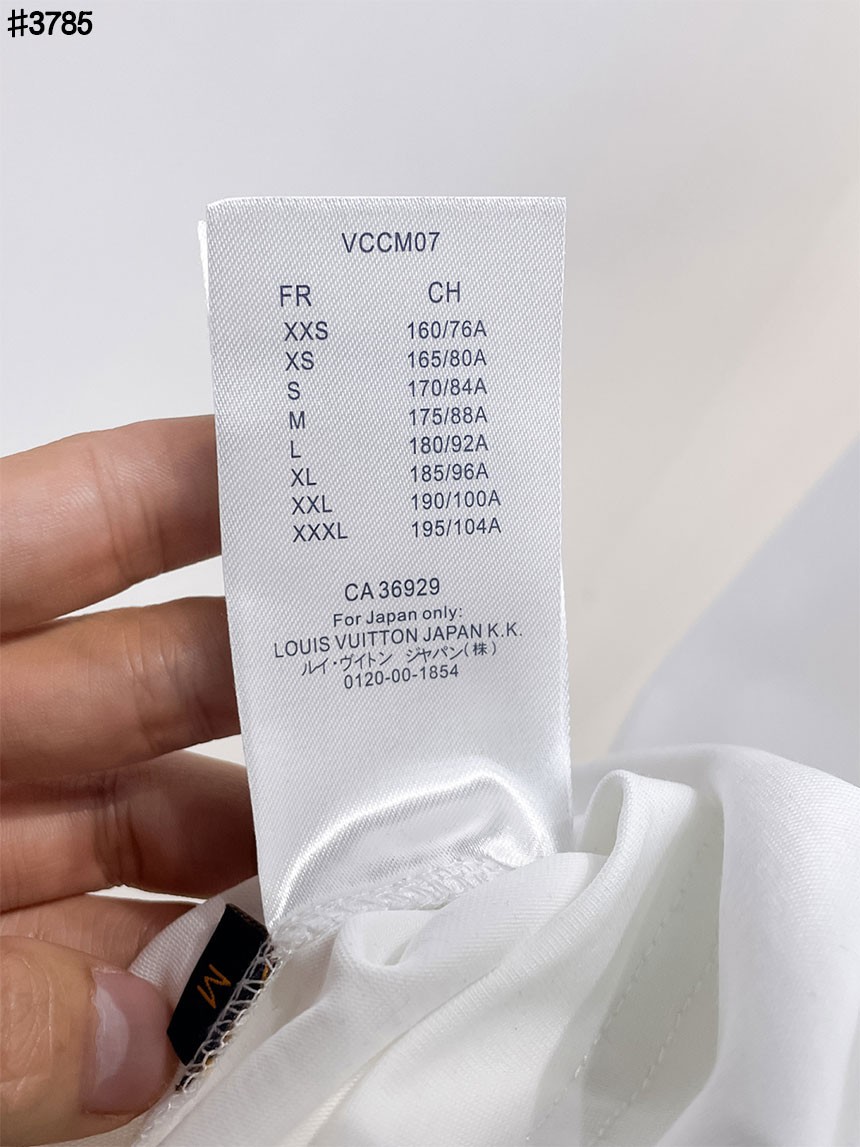 #3785
VCCM07
FR CH
XXS 160/76A
XS 165/80A
S 170/84A
M 175/88A
L 180/92A
XL 185/96A
XXL 190/100A
XXXL 195/104A
CA 36929
For Japan only:
LOUIS VUITTON JAPAN K.K.
ルイ・ヴィトン ジャパン(株)
0120-00-1854
M